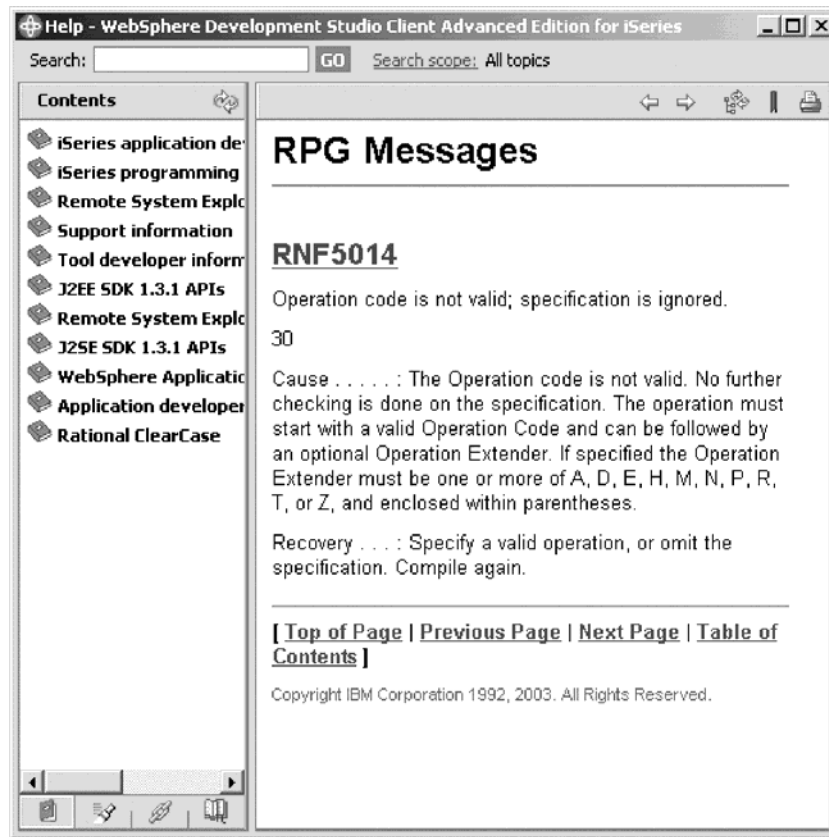 Help - WebSphere Development Studio Client Advanced Edition for iSeries
Search: GO Search scope: All topics
Contents
iSeries application de
iSeries programming
Remote System Explo
Support information
Tool developer inform
J2EE SDK 1.3.1 APIs
Remote System Explo
J2SE SDK 1.3.1 APIs
WebSphere Applicatio
Application developer
Rational ClearCase
RPG Messages
RNF5014
Operation code is not valid; specification is ignored.
30
Cause . . . . . : The Operation code is not valid. No further
checking is done on the specification. The operation must
start with a valid Operation Code and can be followed by
an optional Operation Extender. If specified the Operation
Extender must be one or more of A, D, E, H, M, N, P, R,
T, or Z, and enclosed within parentheses.
Recovery . . . : Specify a valid operation, or omit the
specification. Compile again.
[ Top of Page | Previous Page | Next Page | Table of
Contents ]
Copyright IBM Corporation 1992, 2003. All Rights Reserved.